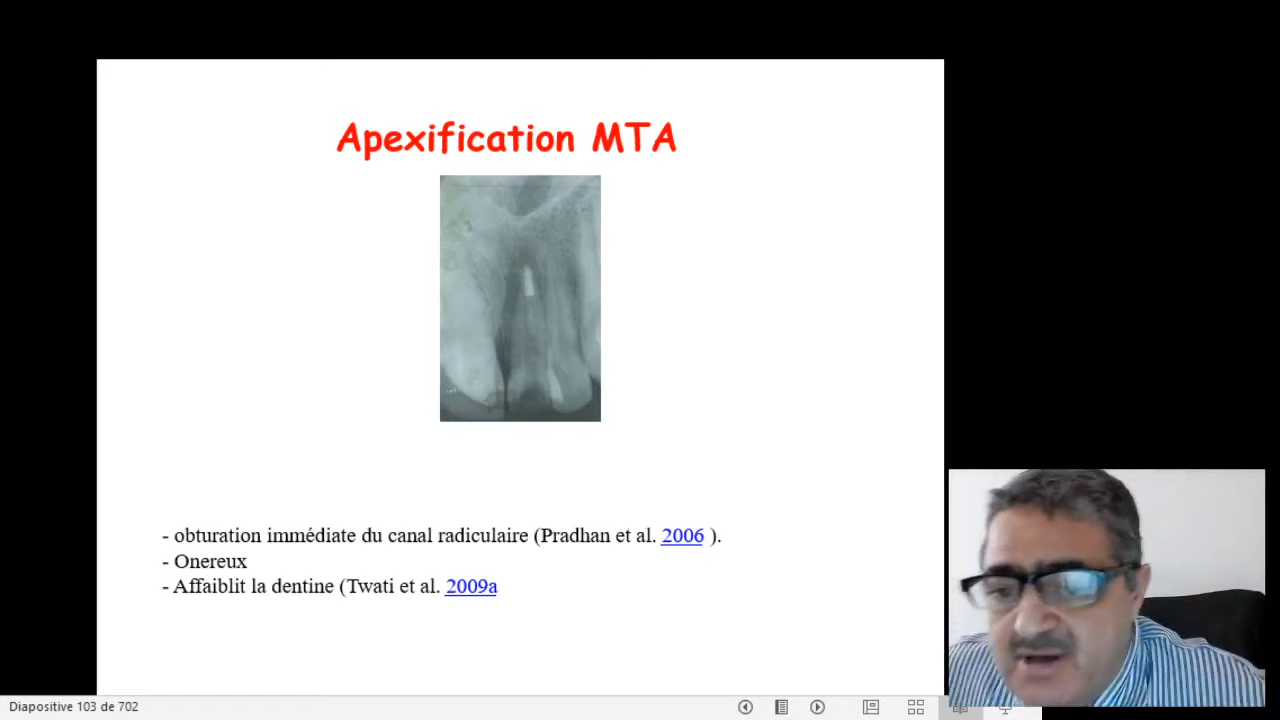 Apexification MTA
- obturation immédiate du canal radiculaire (Pradhan et al. 2006 ).
- Onereux
- Affaiblit la dentine (Twati et al. 2009a
Diapositive 103 de 702